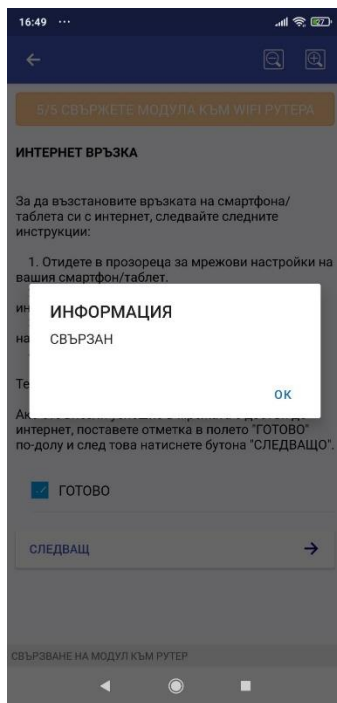 16:49 ...
5/5 СВЪРЖЕТЕ МОДУЛА КЪМ WIFI РУТЕРА
ИНТЕРНЕТ ВРЪЗКА
За да възстановите връзката на смартфона/
таблета си с интернет, следвайте следните
инструкции:
1. Отидете в прозореца за мрежови настройки на
вашия смартфон/таблет.
ИНФОРМАЦИЯ
СВЪРЗАН
ОК
интернет, поставете отметка в полето "ГОТОВО"
по-долу и след това натиснете бутона "СЛЕДВАЩО".
ГОТОВО
СЛЕДВАЩ
СВЪРЗВАНЕ НА МОДУЛ КЪМ РУТЕР